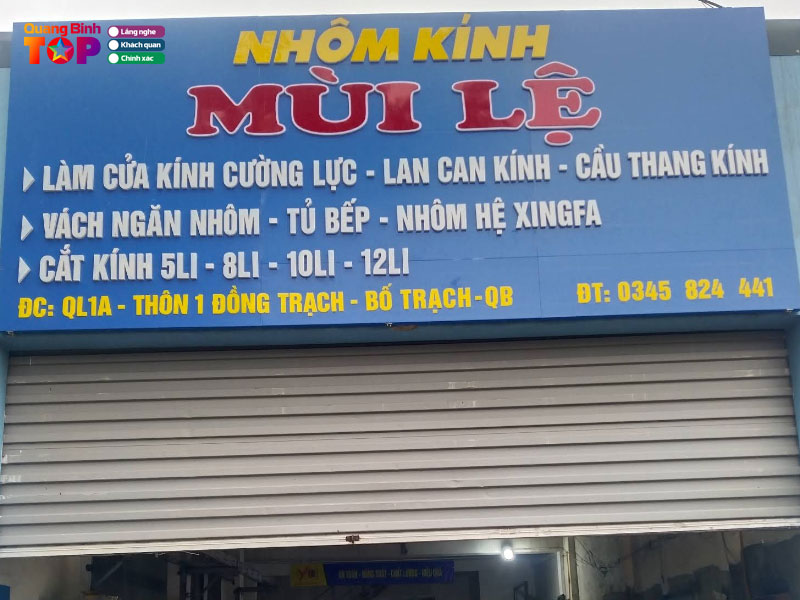 Quang Binh
TOP
Lắng nghe
Khách quan
Chính xác
NHÔM KÍNH
MÙI LỆ
LÀM CỬA KÍNH CƯỜNG LỰC - LAN CAN KÍNH - CẦU THANG KÍNH
VÁCH NGĂN NHÔM - TỦ BẾP - NHÔM HỆ XINGFA
CẮT KÍNH 5LI - 8LI - 10LI - 12LI
ĐC: QL1A - THÔN 1 ĐỒNG TRẠCH - BỐ TRẠCH-QB ĐT: 0345 824 441